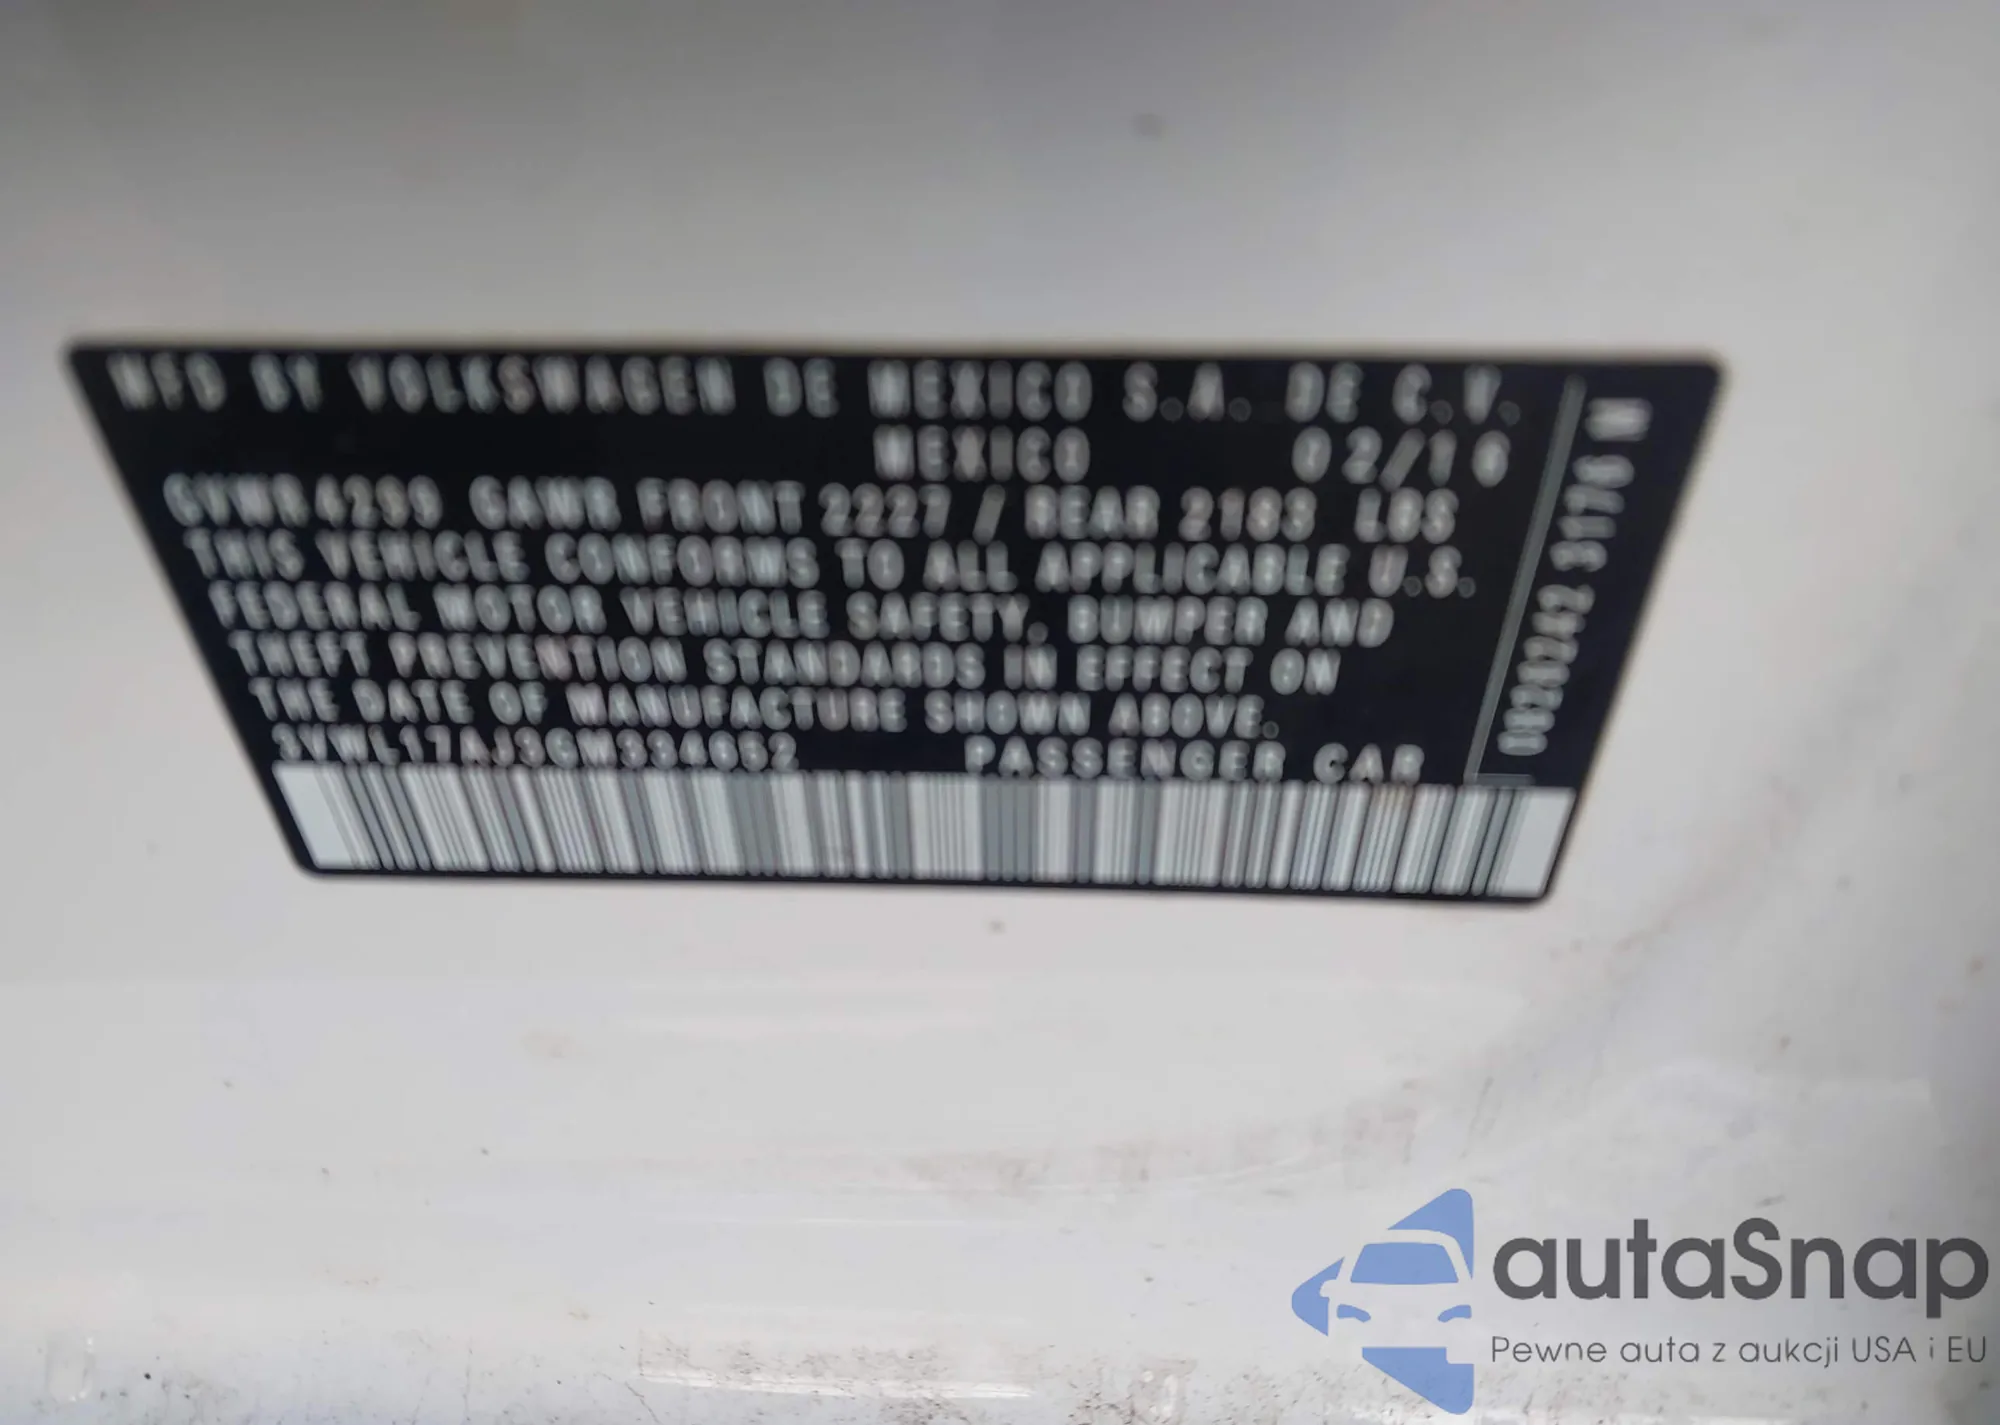 MFD BY VOLKSWAGEN DE MEXICO S.A. DE C.V.
MEXICO 02/16
GVWR 4299 GAWR FRONT 2227 / REAR 2183 LBS
THIS VEHICLE CONFORMS TO ALL APPLICABLE U.S.
FEDERAL MOTOR VEHICLE SAFETY, BUMPER AND
THEFT PREVENTION STANDARDS IN EFFECT ON
THE DATE OF MANUFACTURE SHOWN ABOVE.
3VWL17AJ3GM334662 PASSENGER CAR
autaSnap
Pewne auta z aukcji USA i EU